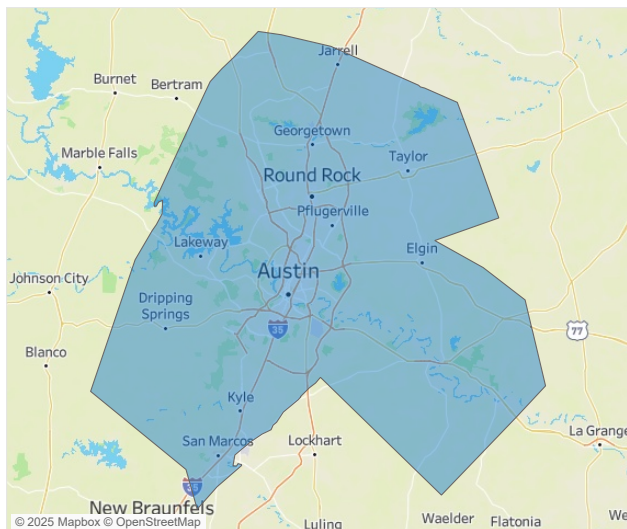 Jarrell
Burnet
Bertram
Georgetown
Marble Falls
Taylor
Round Rock
Pflugerville
Lakeway
Elgin
Austin
Johnson City
Dripping
Springs
35
77
Blanco
Kyle
La Grange
San Marcos
Lockhart
35
New Braunfels
We
Waelder
Flatonia
Luling
© 2025 Mapbox © OpenStreetMap